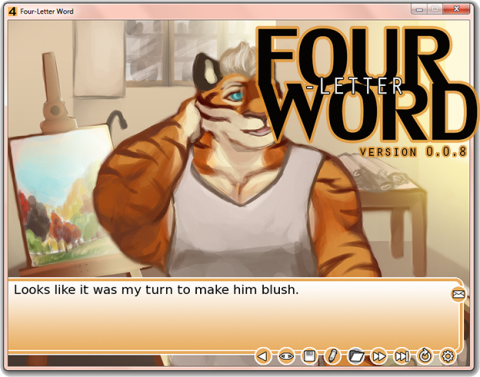 Four-Letter Word
FOUR
-LETTER
WORD
VERSION 0.0.8
Looks like it was my turn to make him blush.